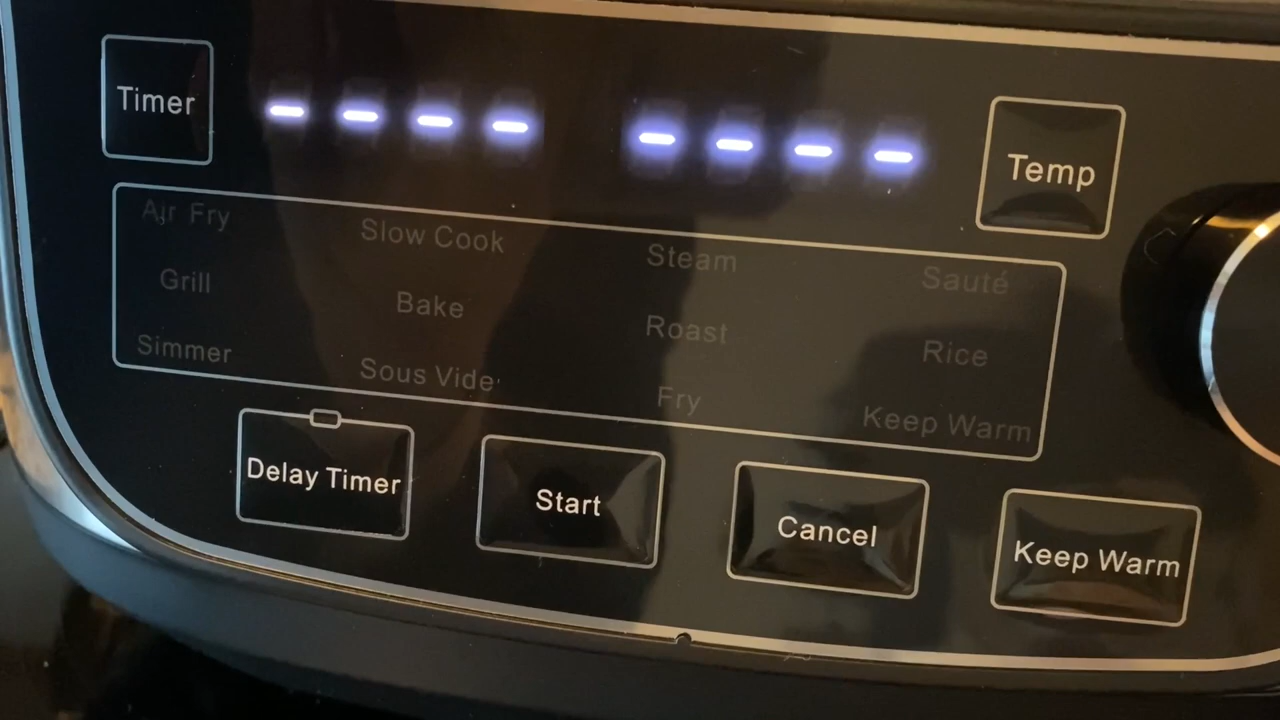 Timer
---- ----
Temp
Air Fry Slow Cook Steam Sauté
Grill Bake Roast Rice
Simmer Sous Vide Fry Keep Warm
Delay Timer
Start
Cancel
Keep Warm